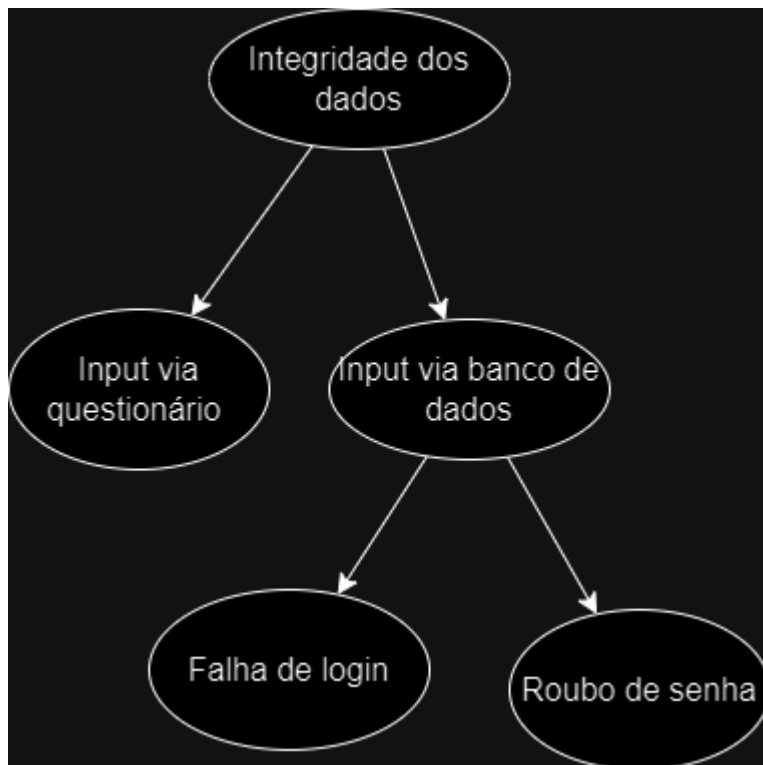 Integridade dos
dados
Input via
questionário
Input via banco de
dados
Falha de login
Roubo de senha